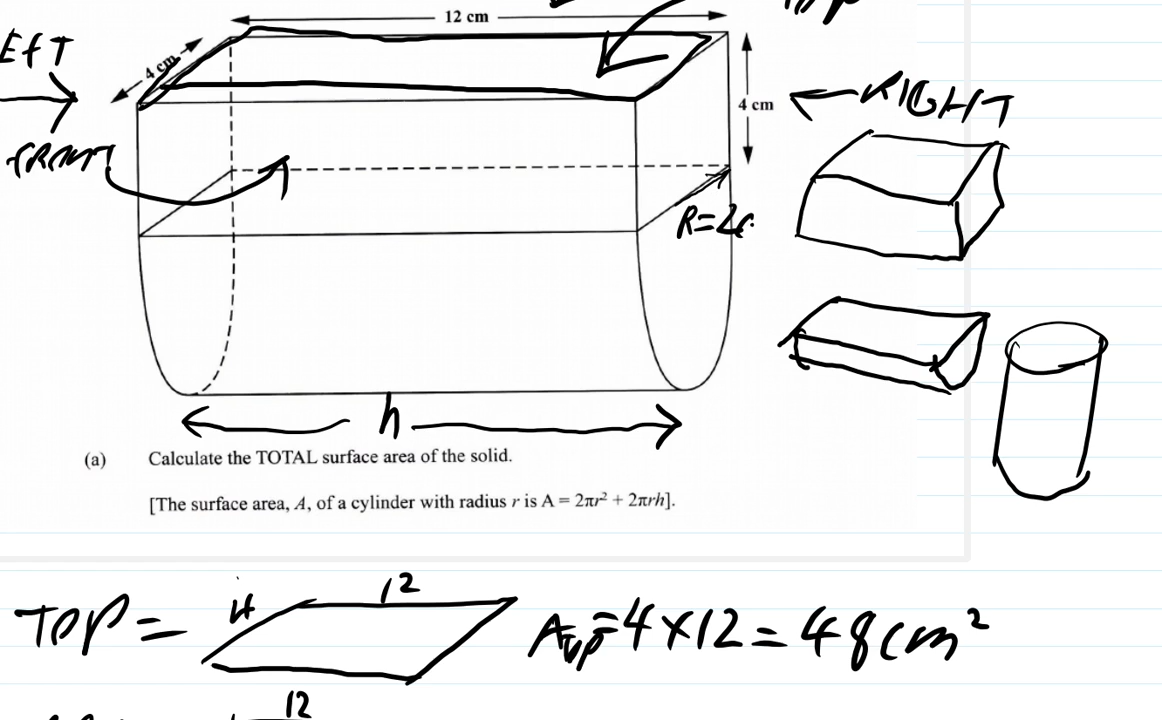 12 cm
4 cm
EFT
4 cm
RIGHT
FRONT
R=2c
h
(a) Calculate the TOTAL surface area of the solid.
[The surface area, A, of a cylinder with radius r is A = 2πr² + 2πrh].
TOP = 4 12 A_TOP = 4 X 12 = 48 cm²
12